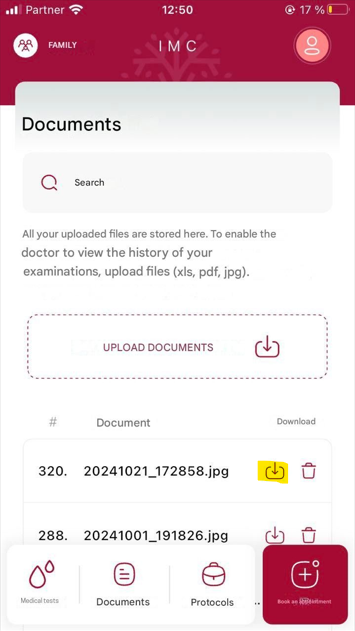 Partner 12:50 17 %
FAMILY
IMC
Documents
Search
All your uploaded files are stored here. To enable the
doctor to view the history of your
examinations, upload files (xls, pdf, jpg).
UPLOAD DOCUMENTS
# Document Download
320. 20241021_172858.jpg
288. 20241001_191826.jpg
Medical tests Documents Protocols .. Book an appointment